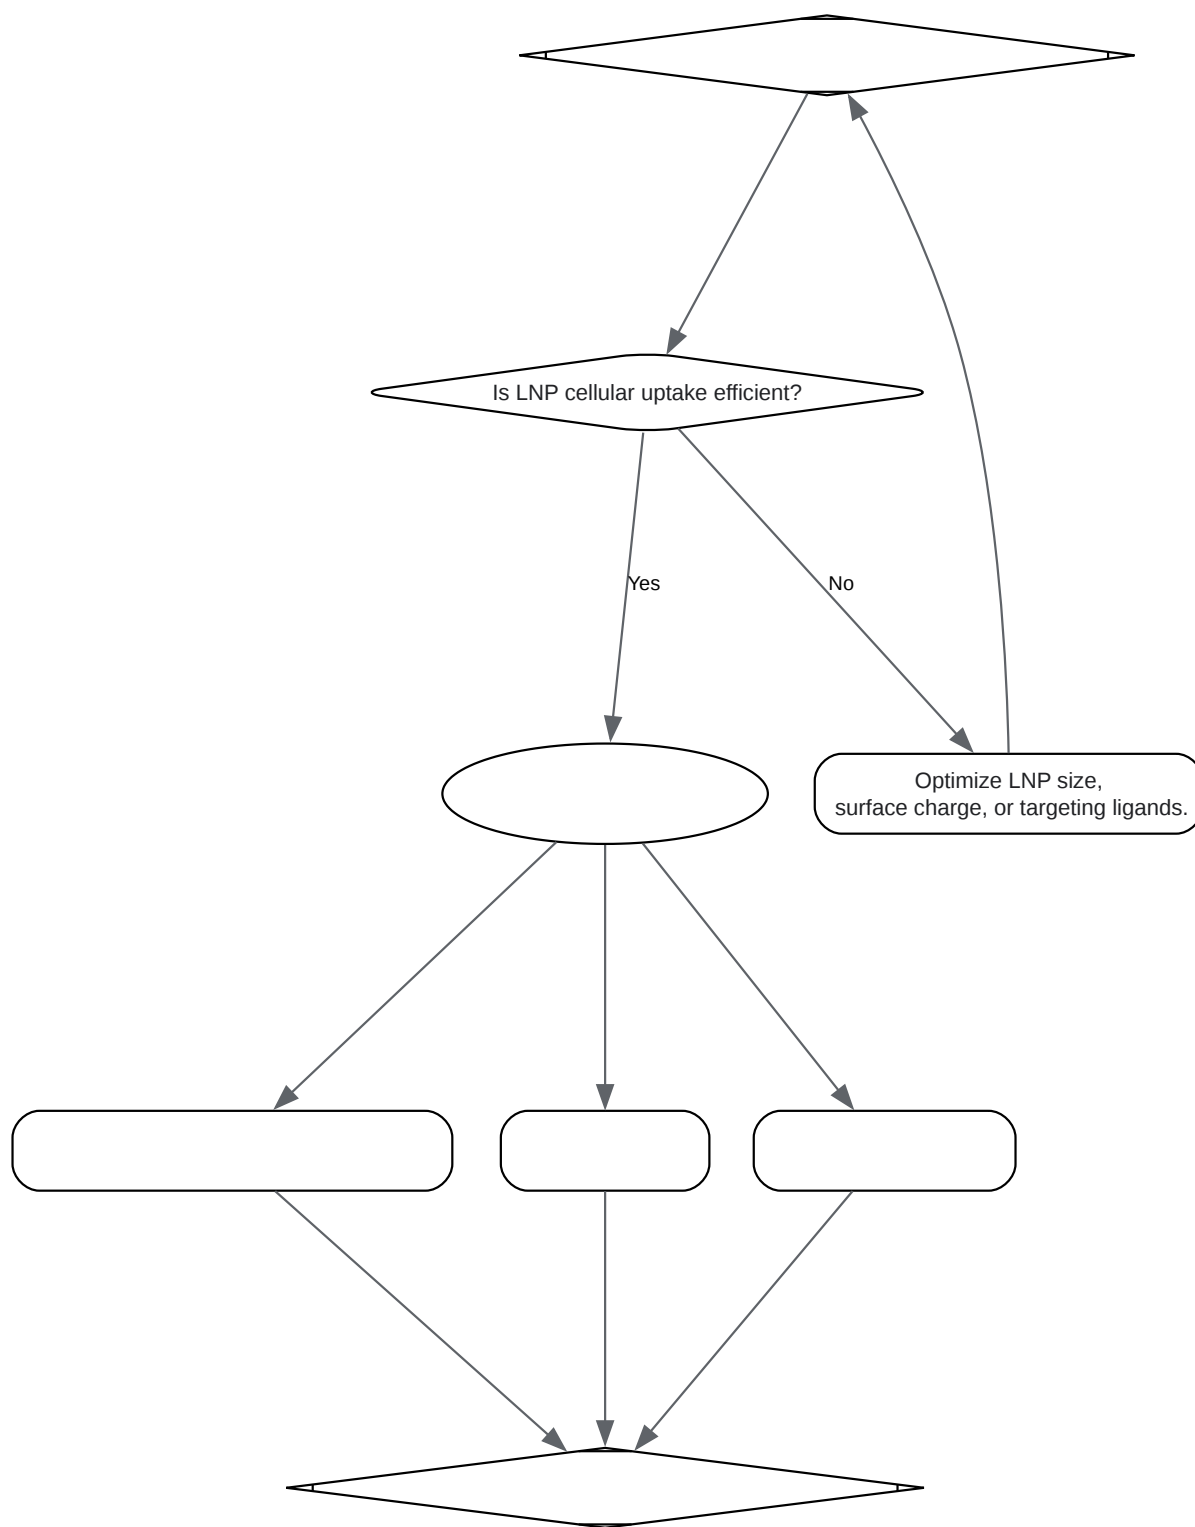 Is LNP cellular uptake efficient?
Yes
No
Optimize LNP size,
surface charge, or targeting ligands.